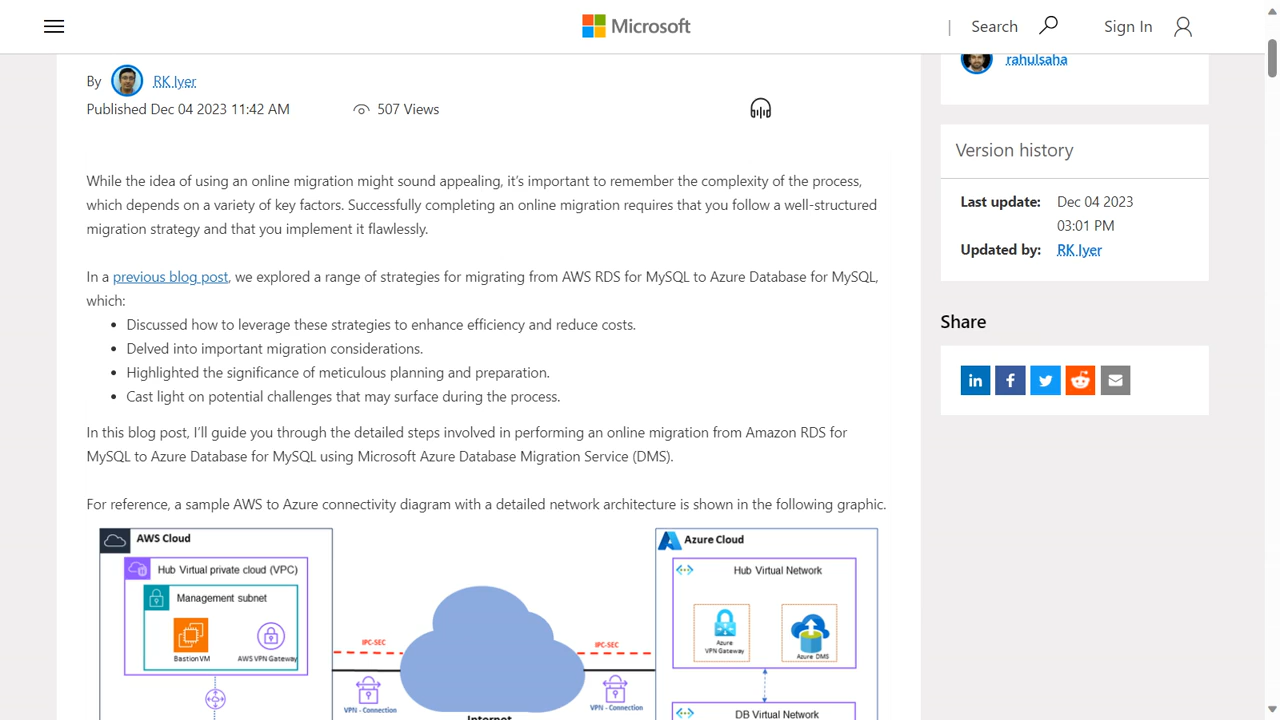 Microsoft
Search
Sign In
By RK Iyer
Published Dec 04 2023 11:42 AM
507 Views
While the idea of using an online migration might sound appealing, it's important to remember the complexity of the process,
which depends on a variety of key factors. Successfully completing an online migration requires that you follow a well-structured
migration strategy and that you implement it flawlessly.
In a previous blog post, we explored a range of strategies for migrating from AWS RDS for MySQL to Azure Database for MySQL,
which:
• Discussed how to leverage these strategies to enhance efficiency and reduce costs.
• Delved into important migration considerations.
• Highlighted the significance of meticulous planning and preparation.
• Cast light on potential challenges that may surface during the process.
In this blog post, I'll guide you through the detailed steps involved in performing an online migration from Amazon RDS for
MySQL to Azure Database for MySQL using Microsoft Azure Database Migration Service (DMS).
For reference, a sample AWS to Azure connectivity diagram with a detailed network architecture is shown in the following graphic.
AWS Cloud
Hub Virtual private cloud (VPC)
Management subnet
Bastion VM
AWS VPN Gateway
IPC-SEC
VPN - Connection
Internet
IPC-SEC
VPN - Connection
Azure Cloud
Hub Virtual Network
Azure
VPN Gateway
Azure DMS
DB Virtual Network
rahulsaha
Version history
Last update: Dec 04 2023
03:01 PM
Updated by: RK Iyer
Share